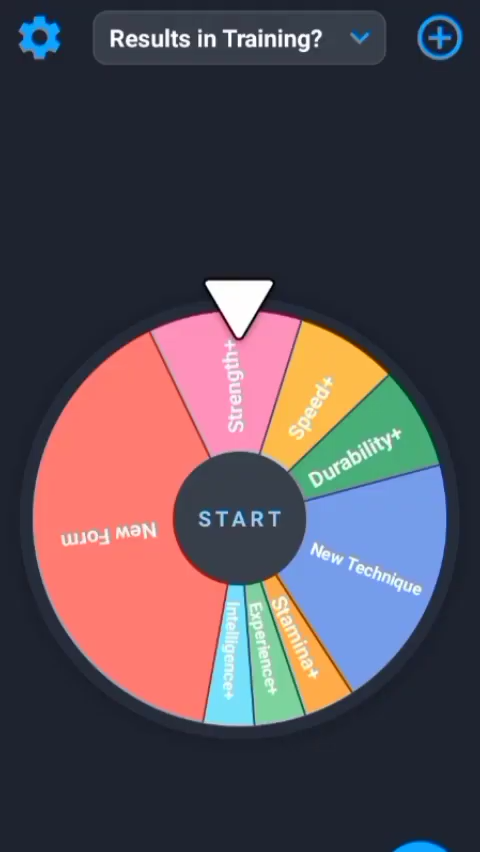 Results in Training?
Strength+
Speed+
Durability+
New Technique
Stamina+
Experience+
Intelligence+
New Form
START